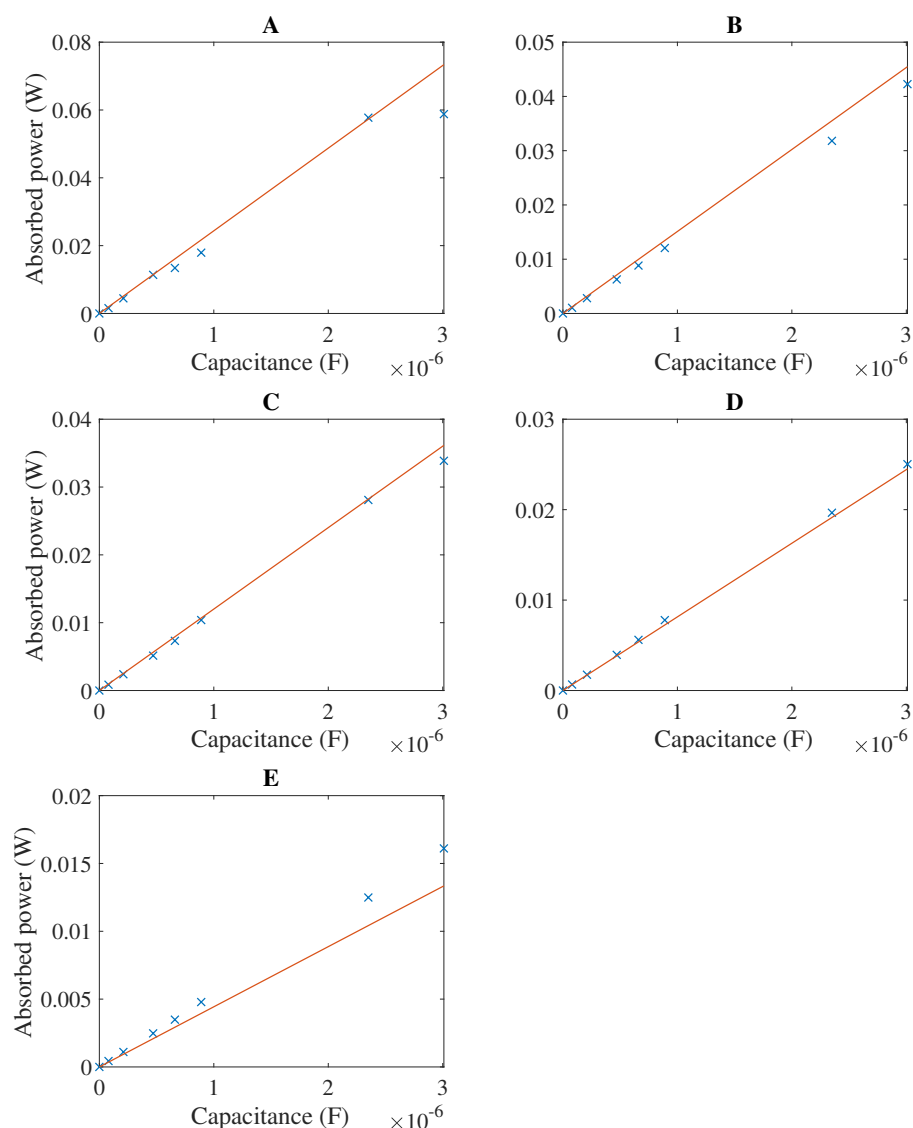 A
0.08
0.06
0.04
0.02
0
Absorbed power (W)
0 1 2 3
Capacitance (F) ×10-6
B
0.05
0.04
0.03
0.02
0.01
0
0 1 2 3
Capacitance (F) ×10-6
C
0.04
0.03
0.02
0.01
0
Absorbed power (W)
0 1 2 3
Capacitance (F) ×10-6
D
0.03
0.02
0.01
0
0 1 2 3
Capacitance (F) ×10-6
E
0.02
0.015
0.01
0.005
0
Absorbed power (W)
0 1 2 3
Capacitance (F) ×10-6